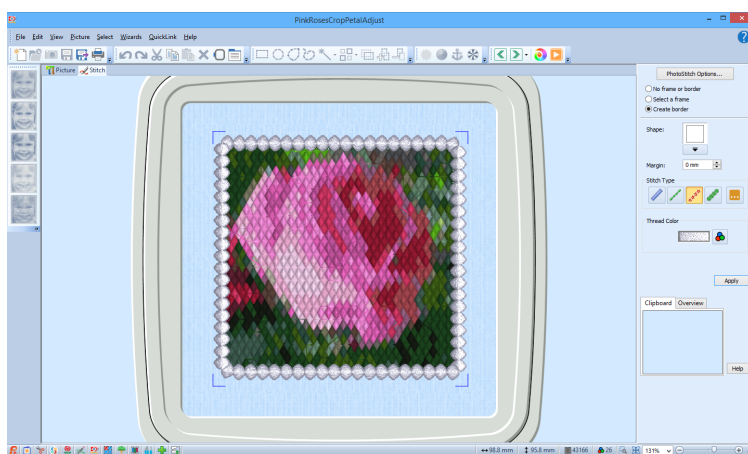 PinkRosesCropPetalAdjust
File Edit View Picture Select Wizards QuickLink Help
Picture Stitch
PhotoStitch Options...
No frame or border
Select a frame
Create border
Shape:
Margin: 0 mm
Stitch Type
Thread Color
Apply
Clipboard Overview
Help
98.8 mm 95.8 mm 43166 26 131%